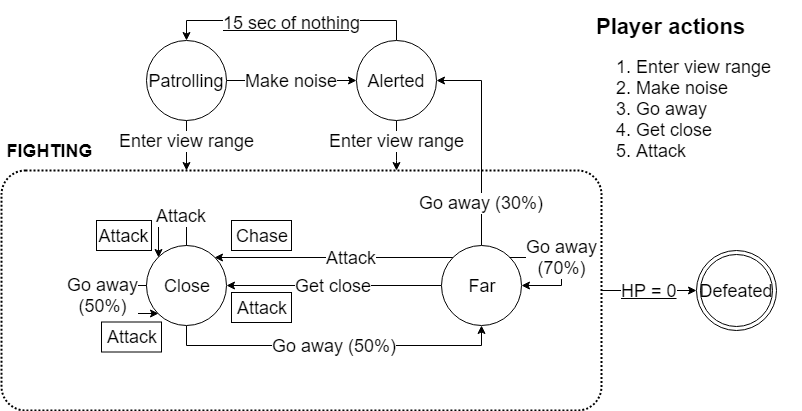 15 sec of nothing
Player actions
1. Enter view range
2. Make noise
3. Go away
4. Get close
5. Attack
Patrolling
Make noise
Alerted
Enter view range
Enter view range
FIGHTING
Go away (30%)
Attack
Attack
Chase
Attack
Go away
(70%)
Go away
(50%)
Close
Get close
Far
Attack
Attack
Go away (50%)
HP = 0
Defeated